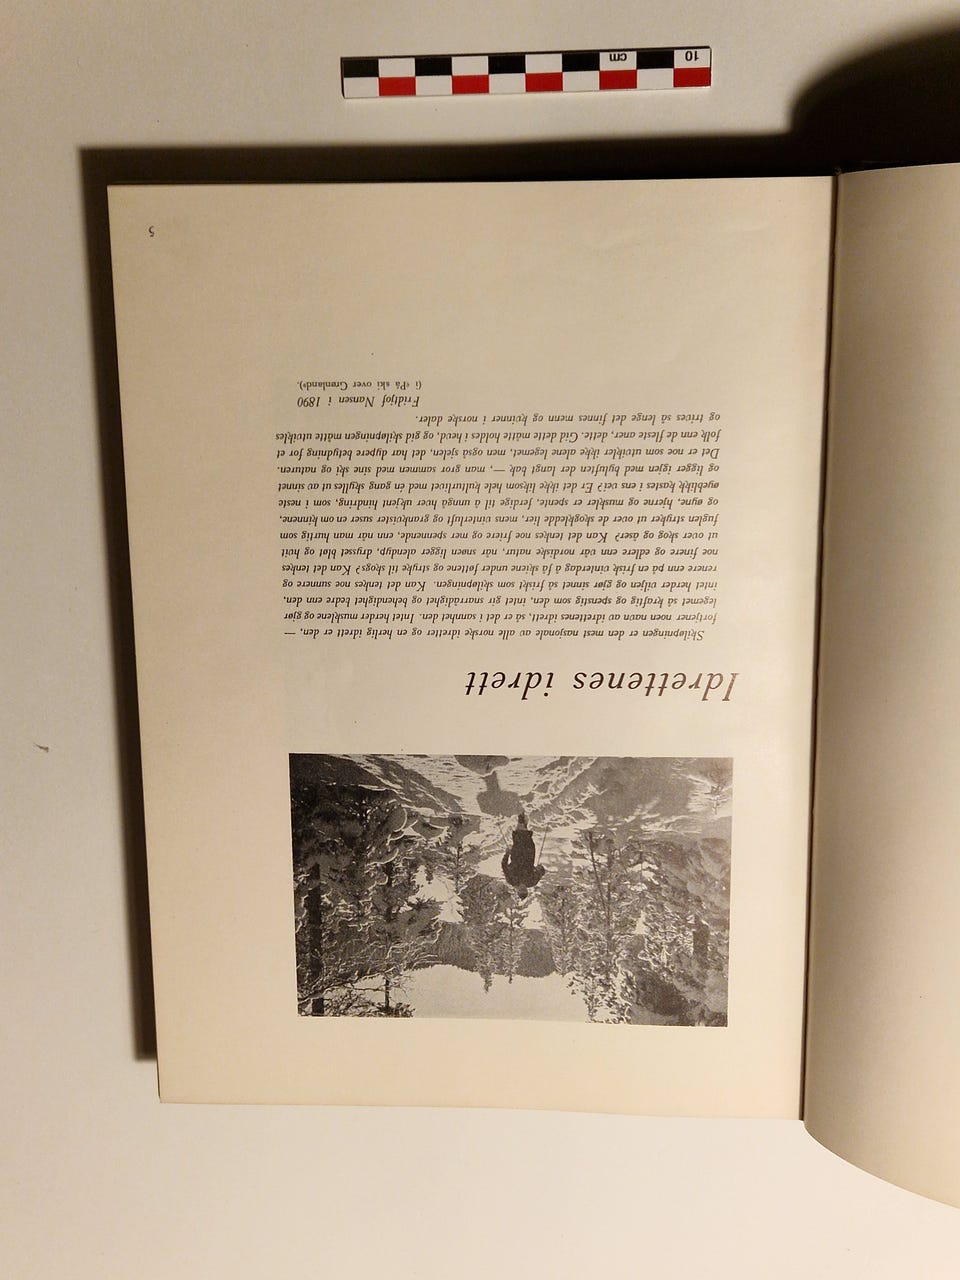 Idrettenes idrett
Skiløpningen er den mest nasjonale av alle norske idretter og en herlig idrett er den, —
fortjener noen navn av idrettenes idrett, så er det i sannhet den. Intet herder musklene og gjør
legemet så kraftig og spenstig som den, intet gir snarrådighet og behendighet bedre enn den,
intet herder viljen og gjør sinnet så friskt som skiløpningen. Kan det tenkes noe sunnere og
renere enn på en frisk vinterdag å få skiene under føttene og stryke til skogs? Kan det tenkes
noe finere og edlere enn vår nordiske natur, når snøen ligger alendyp, drysset bløt og hvit
ut over skog og åser? Kan det tenkes noe friere og mer spennende, enn når man hurtig som
fuglen stryker ut over de skogkledde lier, mens vinterluft og grankvister suser en om kinnene,
og øyne, hjerne og muskler er spente, ferdige til å unngå hver ukjent hindring, som i neste
øyeblikk kastes i ens vei? Er det ikke liksom hele kulturlivet med én gang skylles ut av sinnet
og ligger igjen med byluften der langt bak —, man gror sammen med sine ski og naturen.
Det er noe som utvikler ikke alene legemet, men også sjelen, det har dypere betydning for et
folk enn de fleste aner, dette. Gid dette måtte holdes i hevd, og gid skiløpningen måtte utvikles
og trives så lenge det finnes menn og kvinner i norske daler.
Fridtjof Nansen i 1890
(i «På ski over Grønland»).
5
cm
10